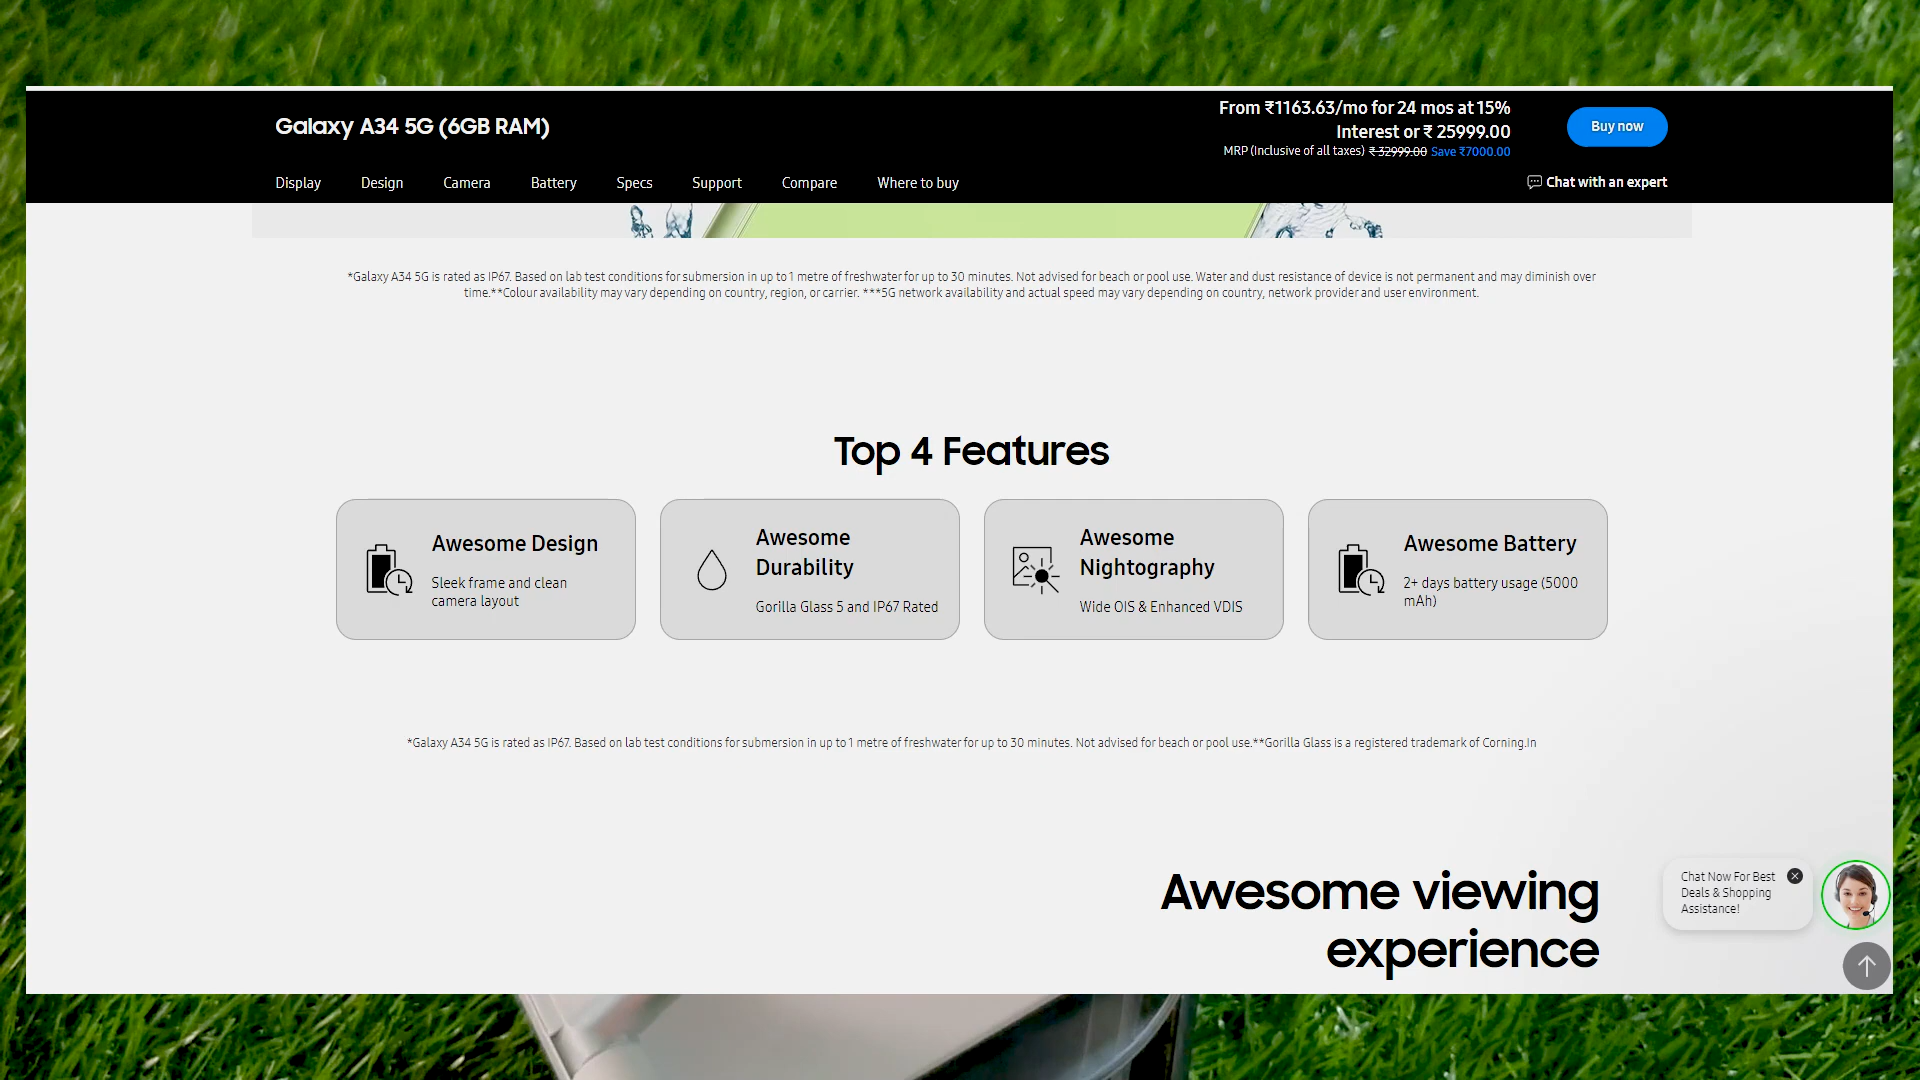 Galaxy A34 5G (6GB RAM)
From ₹1163.63/mo for 24 mos at 15%
Interest or ₹ 25999.00
MRP (Inclusive of all taxes) ₹ 32999.00 Save ₹7000.00
Buy now
Display Design Camera Battery Specs Support Compare Where to buy
Chat with an expert
*Galaxy A34 5G is rated as IP67. Based on lab test conditions for submersion in up to 1 metre of freshwater for up to 30 minutes. Not advised for beach or pool use. Water and dust resistance of device is not permanent and may diminish over
time.**Colour availability may vary depending on country, region, or carrier. ***5G network availability and actual speed may vary depending on country, network provider and user environment.
Top 4 Features
Awesome Design
Sleek frame and clean
camera layout
Awesome
Durability
Gorilla Glass 5 and IP67 Rated
Awesome
Nightography
Wide OIS & Enhanced VDIS
Awesome Battery
2+ days battery usage (5000
mAh)
*Galaxy A34 5G is rated as IP67. Based on lab test conditions for submersion in up to 1 metre of freshwater for up to 30 minutes. Not advised for beach or pool use.**Gorilla Glass is a registered trademark of Corning.In
Awesome viewing
experience
Chat Now For Best
Deals & Shopping
Assistance!